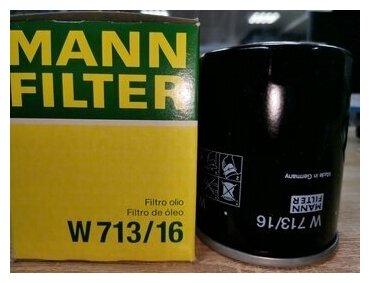 MANN
FILTER
Filtro olio
Filtro de óleo
W 713/16
Made in Germany
MANN
FILTER
W 713/16